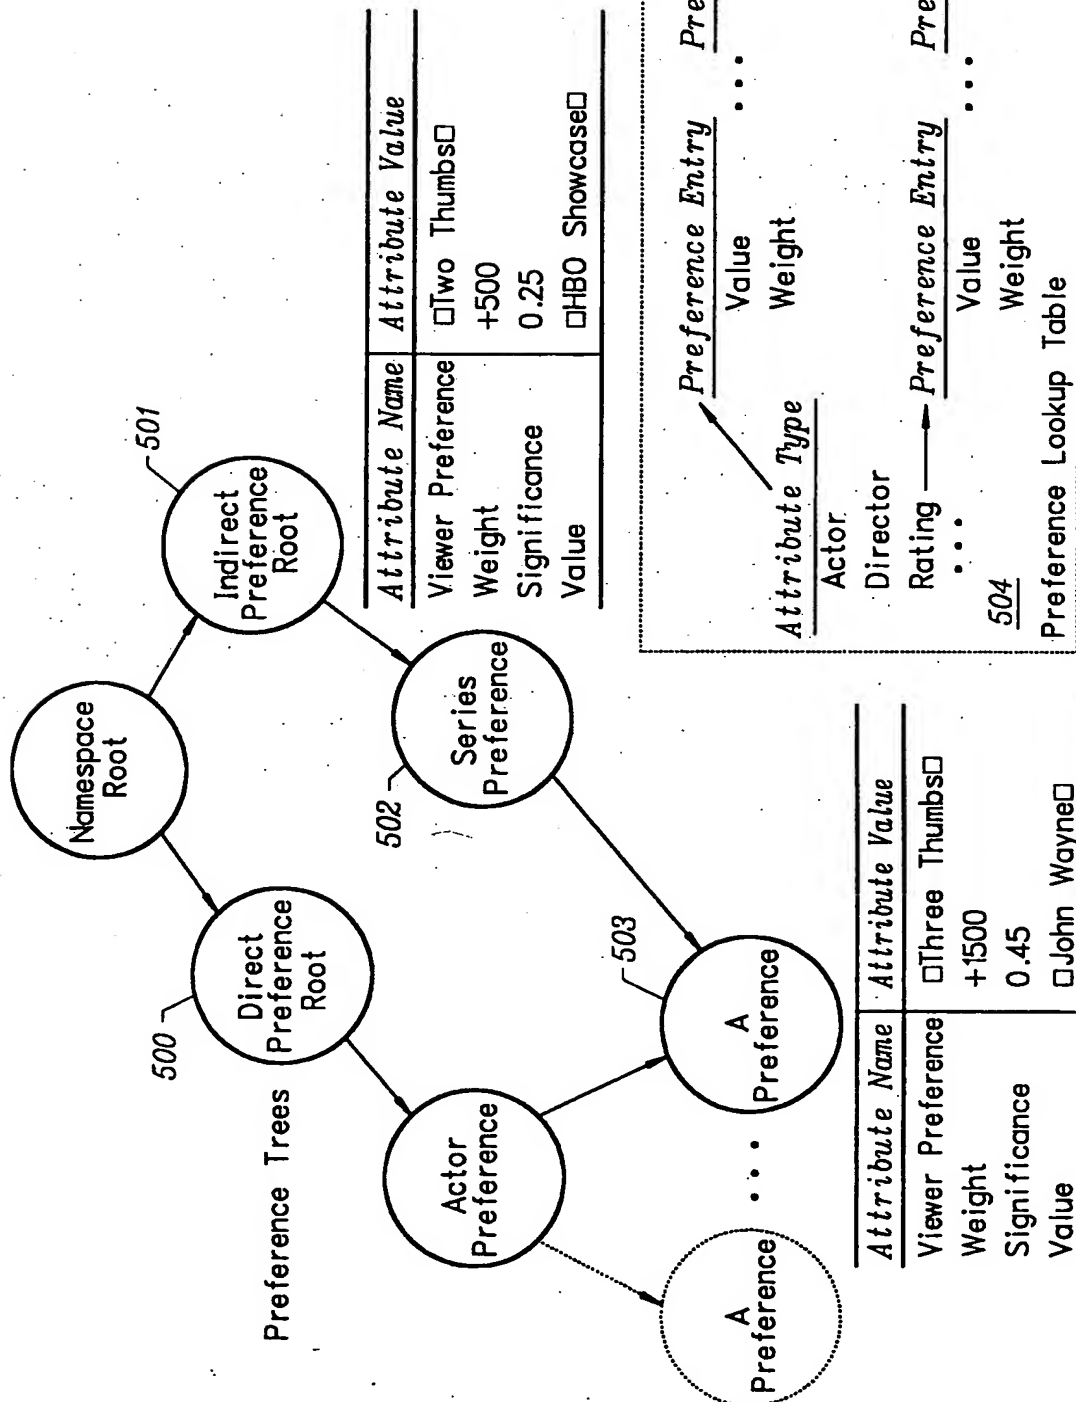 Preference Trees
Namespace
Root
500
Direct
Preference
Root
501
Indirect
Preference
Root
Actor
Preference
502
Series
Preference
A
Preference
• • •
503
A
Preference
Attribute Name Attribute Value
Viewer Preference □Two Thumbs□
Weight +500
Significance 0.25
Value □HBO Showcase□
Attribute Name Attribute Value
Viewer Preference □Three Thumbs□
Weight +1500
Significance 0.45
Value □John Wayne□
Attribute Type
Actor
Director
Rating
• • •
Preference Entry
Value
Weight
• • •
Pre
Preference Entry
Value
Weight
• • •
Pre
504
Preference Lookup Table